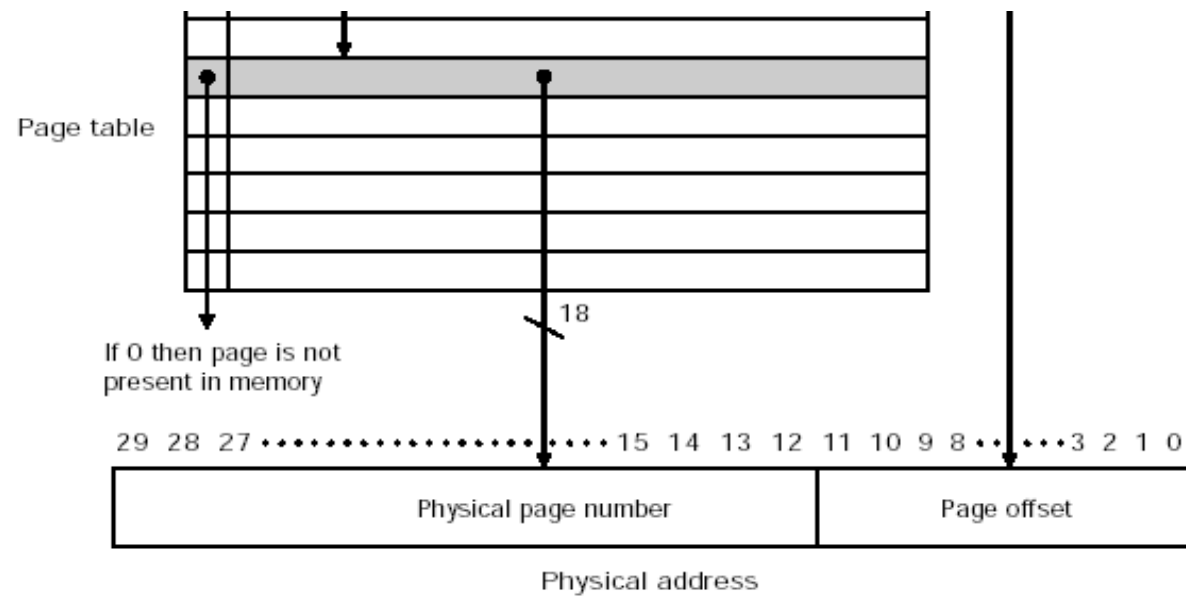 Page table
18
If 0 then page is not
present in memory
29 28 27 ••••••••••••••••••••• 15 14 13 12 11 10 9 8 •••••• 3 2 1 0
Physical page number
Page offset
Physical address